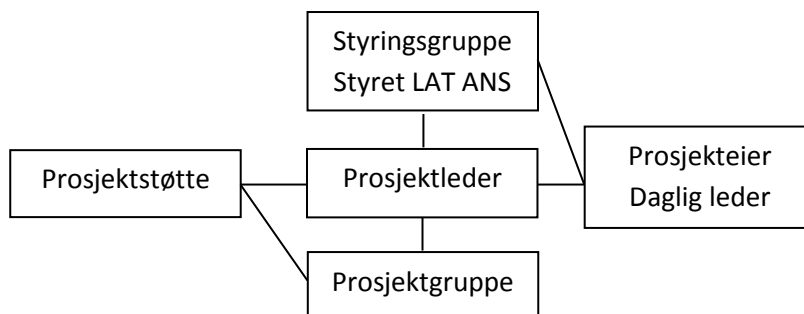 Styringsgruppe
Styret LAT ANS
Prosjektstøtte
Prosjektleder
Prosjekteier
Daglig leder
Prosjektgruppe